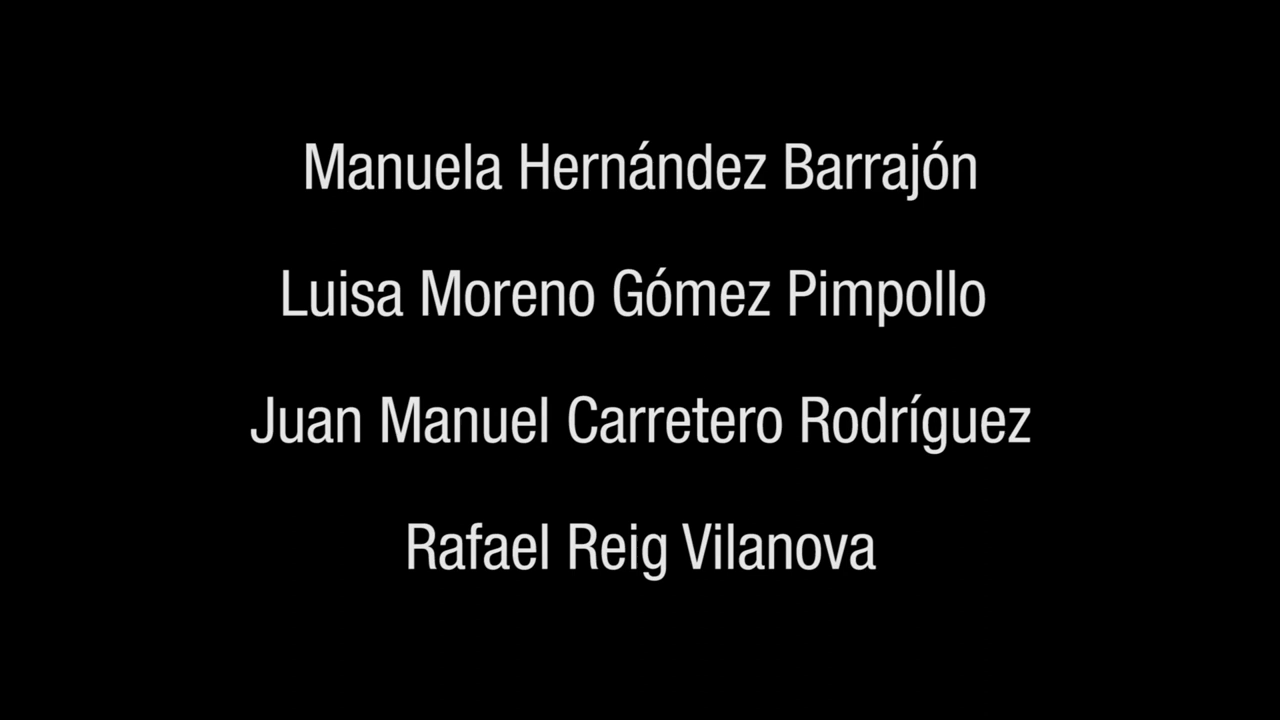 Manuela Hernández Barrajón
Luisa Moreno Gómez Pimpollo
Juan Manuel Carretero Rodríguez
Rafael Reig Vilanova